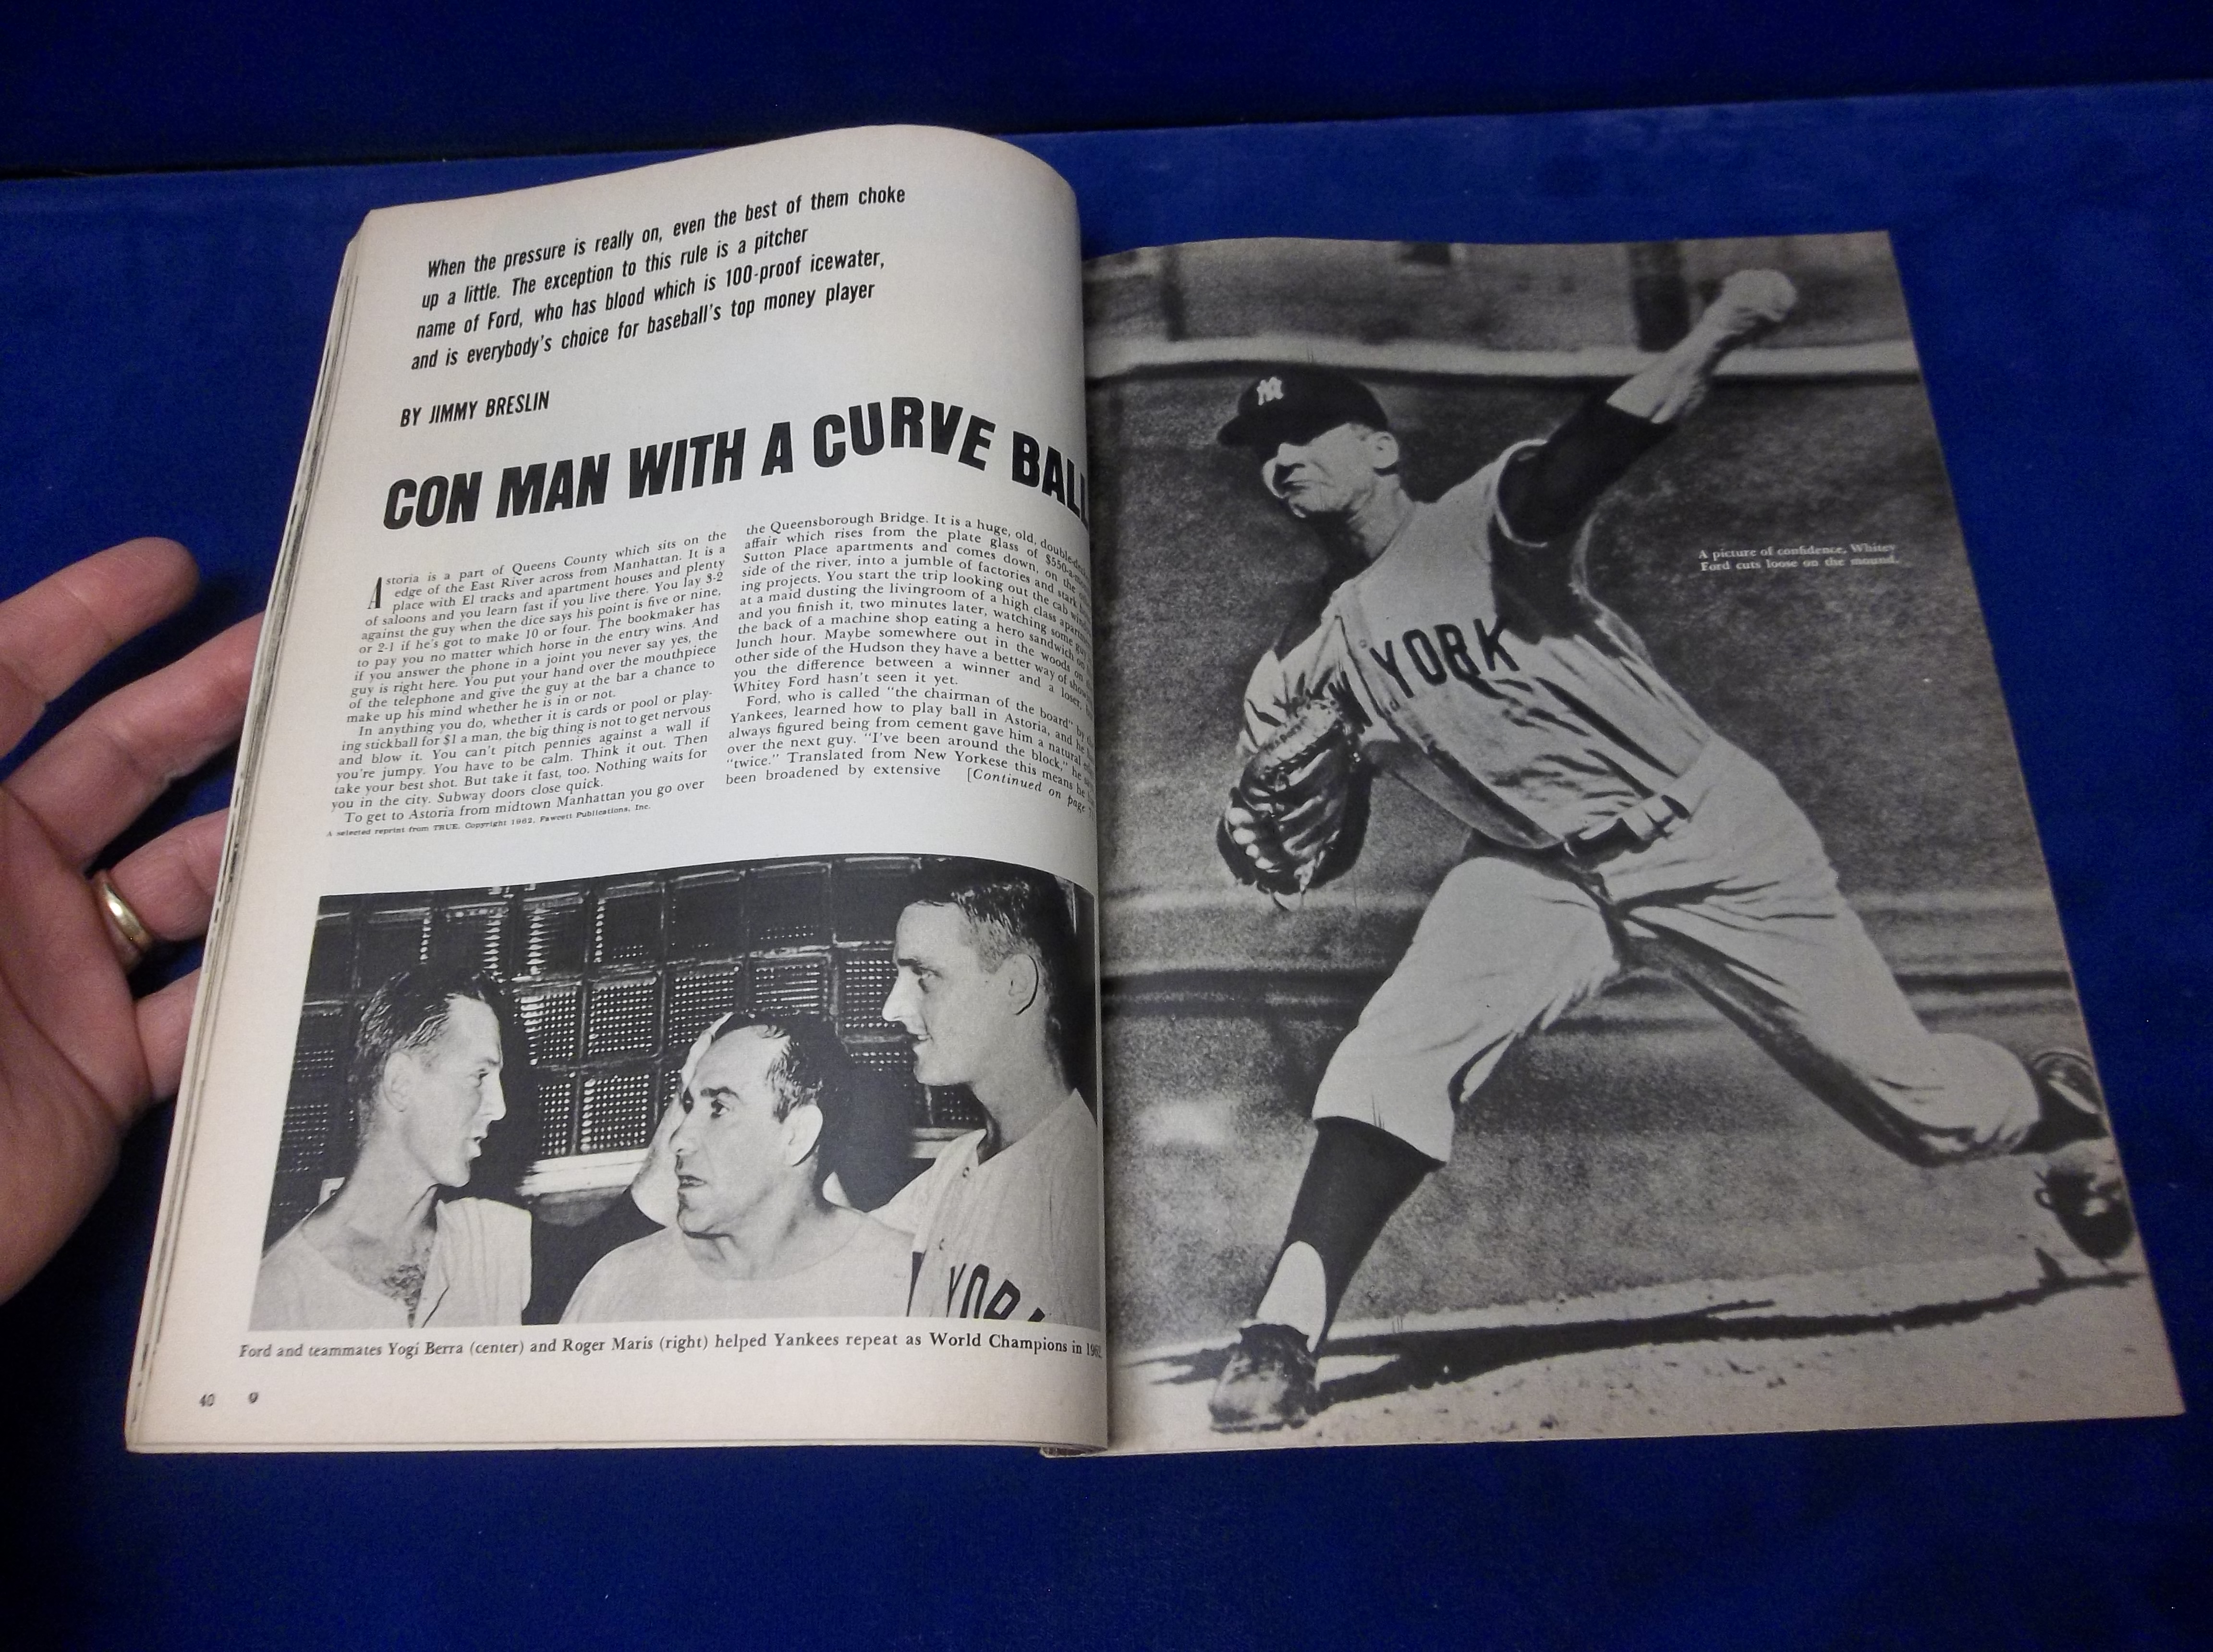 When the pressure is really on, even the best of them choke
up a little. The exception to this rule is a pitcher
name of Ford, who has blood which is 100-proof icewater,
and is everybody's choice for baseball's top money player
BY JIMMY BRESLIN
CON MAN WITH A CURVE BALL
Astoria is a part of Queens County which sits on the
edge of the East River across from Manhattan. It is a
place with El tracks and apartment houses and plenty
of saloons and you learn fast if you live there. You lay 3-2
against the guy when the dice says his point is five or nine,
or 2-1 if he's got to make 10 or four. The bookmaker has
to pay you no matter which horse in the entry wins. And
if you answer the phone in a joint you never say yes, the
guy is right here. You put your hand over the mouthpiece
of the telephone and give the guy at the bar a chance to
make up his mind whether he is in or not.
In anything you do, whether it is cards or pool or play-
ing stickball for $1 a man, the big thing is not to get nervous
and blow it. You can't pitch pennies against a wall if
you're jumpy. You have to be calm. Think it out. Then
take your best shot. But take it fast, too. Nothing waits for
you in the city. Subway doors close quick.
To get to Astoria from midtown Manhattan you go over
A selected reprint from TRUE. Copyright 1962, Fawcett Publications, Inc.
the Queensborough Bridge. It is a huge, old,
affair which rises from the plate glass of
Sutton Place apartments and comes down, on the
side of the river, into a jumble of factories and stark
ing projects. You start the trip looking out the cab
at a maid dusting the livingroom of a high class
and you finish it, two minutes later, watching some
the back of a machine shop eating a hero sandwich on
lunch hour. Maybe somewhere out in the woods on
other side of the Hudson they have a better way of
you the difference between a winner and a loser,
Whitey Ford hasn't seen it yet.
Ford, who is called "the chairman of the board" by
Yankees, learned how to play ball in Astoria, and he
always figured being from cement gave him a natural
over the next guy. "I've been around the block," he
"twice." Translated from New Yorkese this means he
been broadened by extensive [Continued on page
A picture of confidence, Whitey
Ford cuts loose on the mound.
YORK
YOR
Ford and teammates Yogi Berra (center) and Roger Maris (right) helped Yankees repeat as World Champions in
40